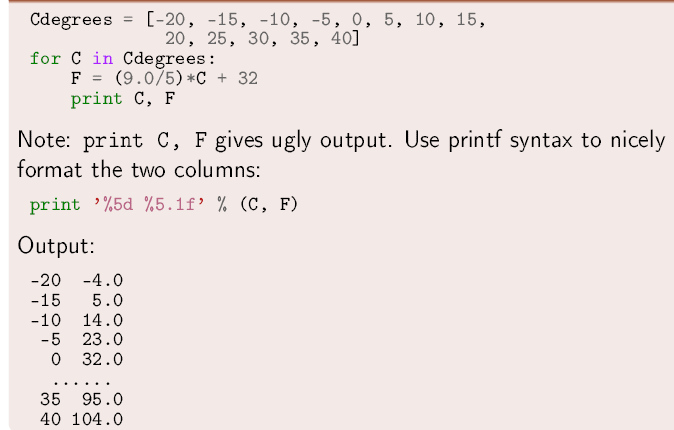 Cdegrees = [-20, -15, -10, -5, 0, 5, 10, 15,
            20, 25, 30, 35, 40]
for C in Cdegrees:
    F = (9.0/5)*C + 32
    print C, F
Note: print C, F gives ugly output. Use printf syntax to nicely
format the two columns:
print '%5d %5.1f' % (C, F)
Output:
-20  -4.0
-15   5.0
-10  14.0
 -5  23.0
  0  32.0
  ......
 35  95.0
 40 104.0